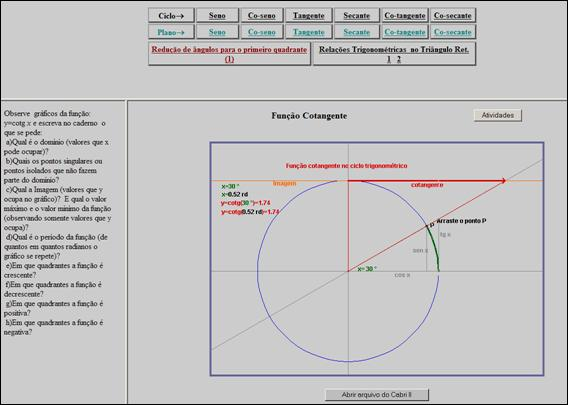 Ciclo→ Seno Co-seno Tangente Secante Co-tangente Co-secante
Plano→ Seno Co-seno Tangente Secante Co-tangente Co-secante
Redução de ângulos para o primeiro quadrante
(1)
Relações Trigonométricas no Triângulo Ret.
1 2
Observe gráficos da função:
y=cotg x e escreva no caderno o
que se pede:
a)Qual é o domínio (valores que x
pode ocupar)?
b)Quais os pontos singulares ou
pontos isolados que não fazem
parte do domínio?
c)Qual a Imagem (valores que y
ocupa no gráfico)? E qual o valor
máximo e o valor mínimo da função
(observando somente valores que y
ocupa)?
d)Qual é o período da função (de
quantos em quantos radianos o
gráfico se repete)?
e)Em que quadrantes a função é
crescente?
f)Em que quadrantes a função é
decrescente?
g)Em que quadrantes a função é
positiva?
h)Em que quadrantes a função é
negativa?
Função Cotangente
Atividades
Função cotangente no ciclo trigonométrico
x=30 °
x=0.52 rd
y=cotg(30 °)=1.74
y=cotg(0.52 rd)=1.74
Imagem
cotangente
Arraste o ponto P
P
tg x
sen x
x= 30 °
cos x
Abrir arquivo do Cabri II